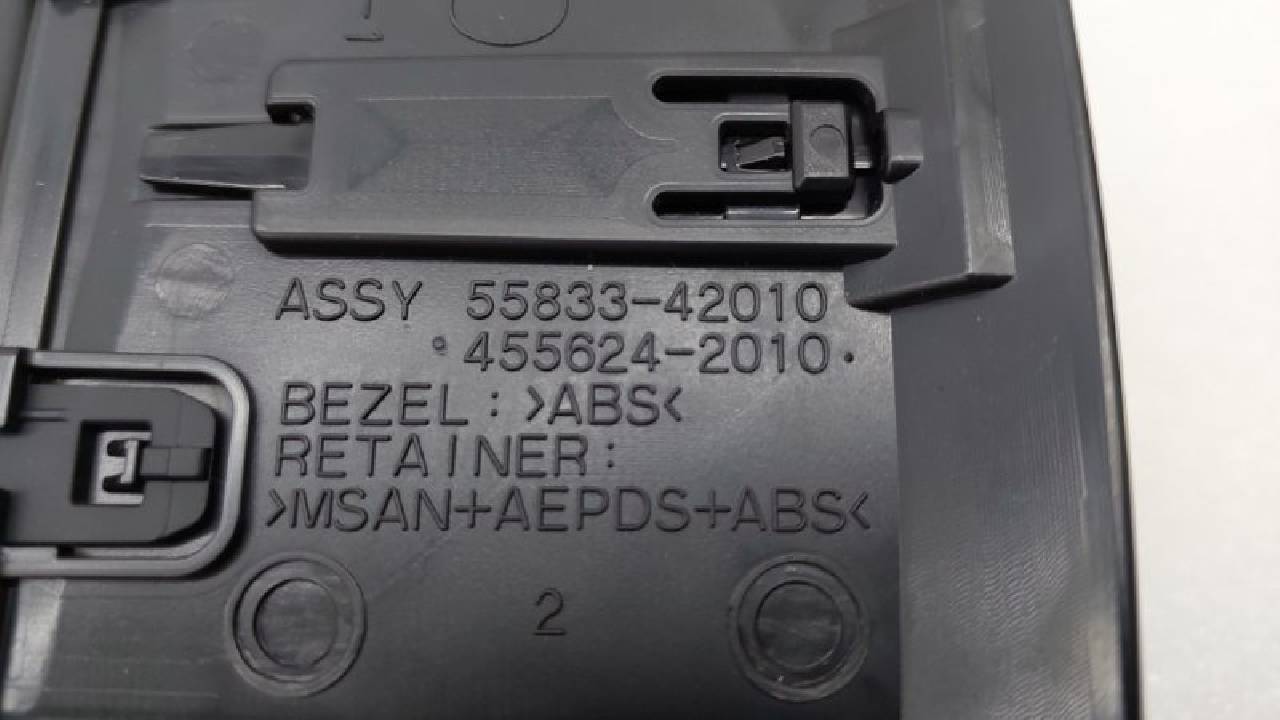 ASSY 55833-42010
455624-2010
BEZEL: >ABS<
RETAINER:
>MSAN+AEPDS+ABS<
2